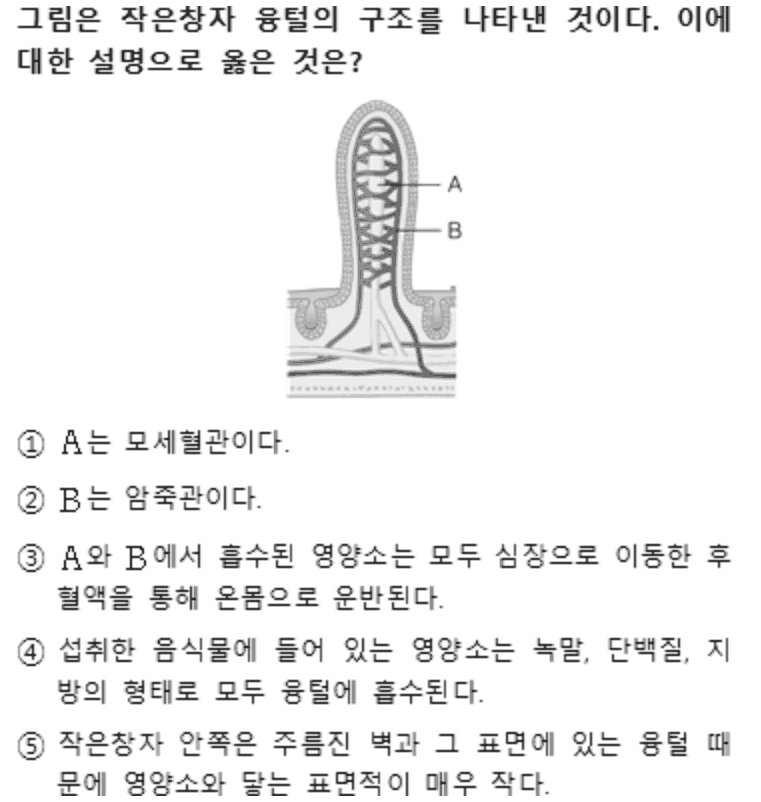 그림은 작은창자 융털의 구조를 나타낸 것이다. 이에
대한 설명으로 옳은 것은?
A
B
① A는 모세혈관이다.
② B는 암죽관이다.
③ A와 B에서 흡수된 영양소는 모두 심장으로 이동한 후
혈액을 통해 온몸으로 운반된다.
④ 섭취한 음식물에 들어 있는 영양소는 녹말, 단백질, 지
방의 형태로 모두 융털에 흡수된다.
⑤ 작은창자 안쪽은 주름진 벽과 그 표면에 있는 융털 때
문에 영양소와 닿는 표면적이 매우 작다.